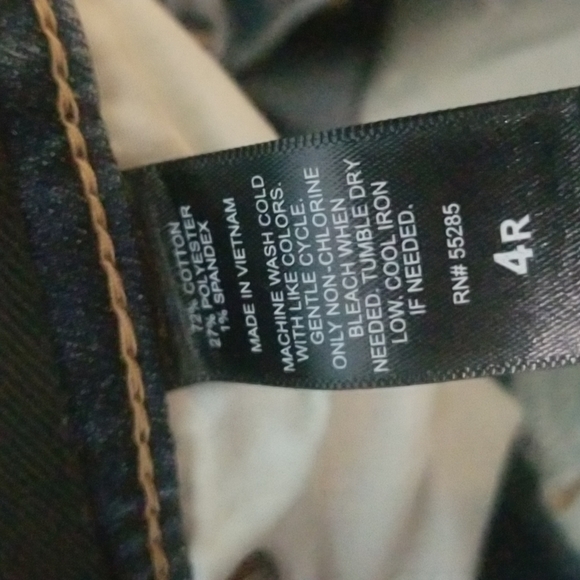 72% COTTON
27% POLYESTER
1% SPANDEX
MADE IN VIETNAM
MACHINE WASH COLD
WITH LIKE COLORS.
GENTLE CYCLE.
ONLY NON-CHLORINE
BLEACH WHEN
NEEDED. TUMBLE DRY
LOW. COOL IRON
IF NEEDED.
RN# 55285
4R